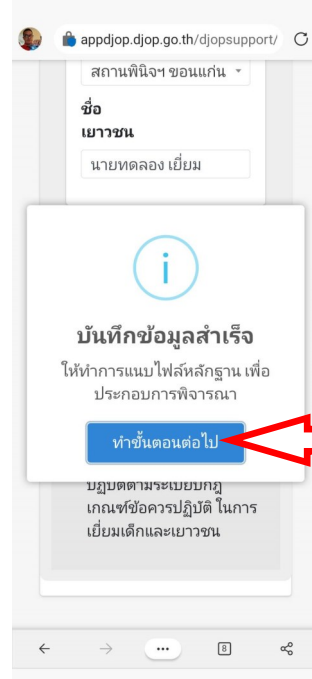 appdjop.djop.go.th/djopsupport/
สถานพินิจฯ ขอนแก่น
ชื่อ
เยาวชน
นายทดลอง เยี่ยม
i
บันทึกข้อมูลสำเร็จ
ให้ทำการแนบไฟล์หลักฐาน เพื่อ
ประกอบการพิจารณา
ทำขั้นตอนต่อไป
ปฏิบัติตามระเบียบกฎ
เกณฑ์ข้อควรปฏิบัติ ในการ
เยี่ยมเด็กและเยาวชน
8